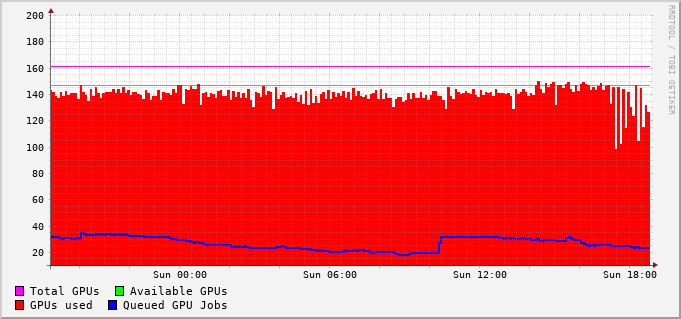 RRDTOOL / TOBI OETIKER
200
180
160
140
120
100
80
60
40
20
Sun 00:00 Sun 06:00 Sun 12:00 Sun 18:00
Total GPUs Available GPUs
GPUs used Queued GPU Jobs